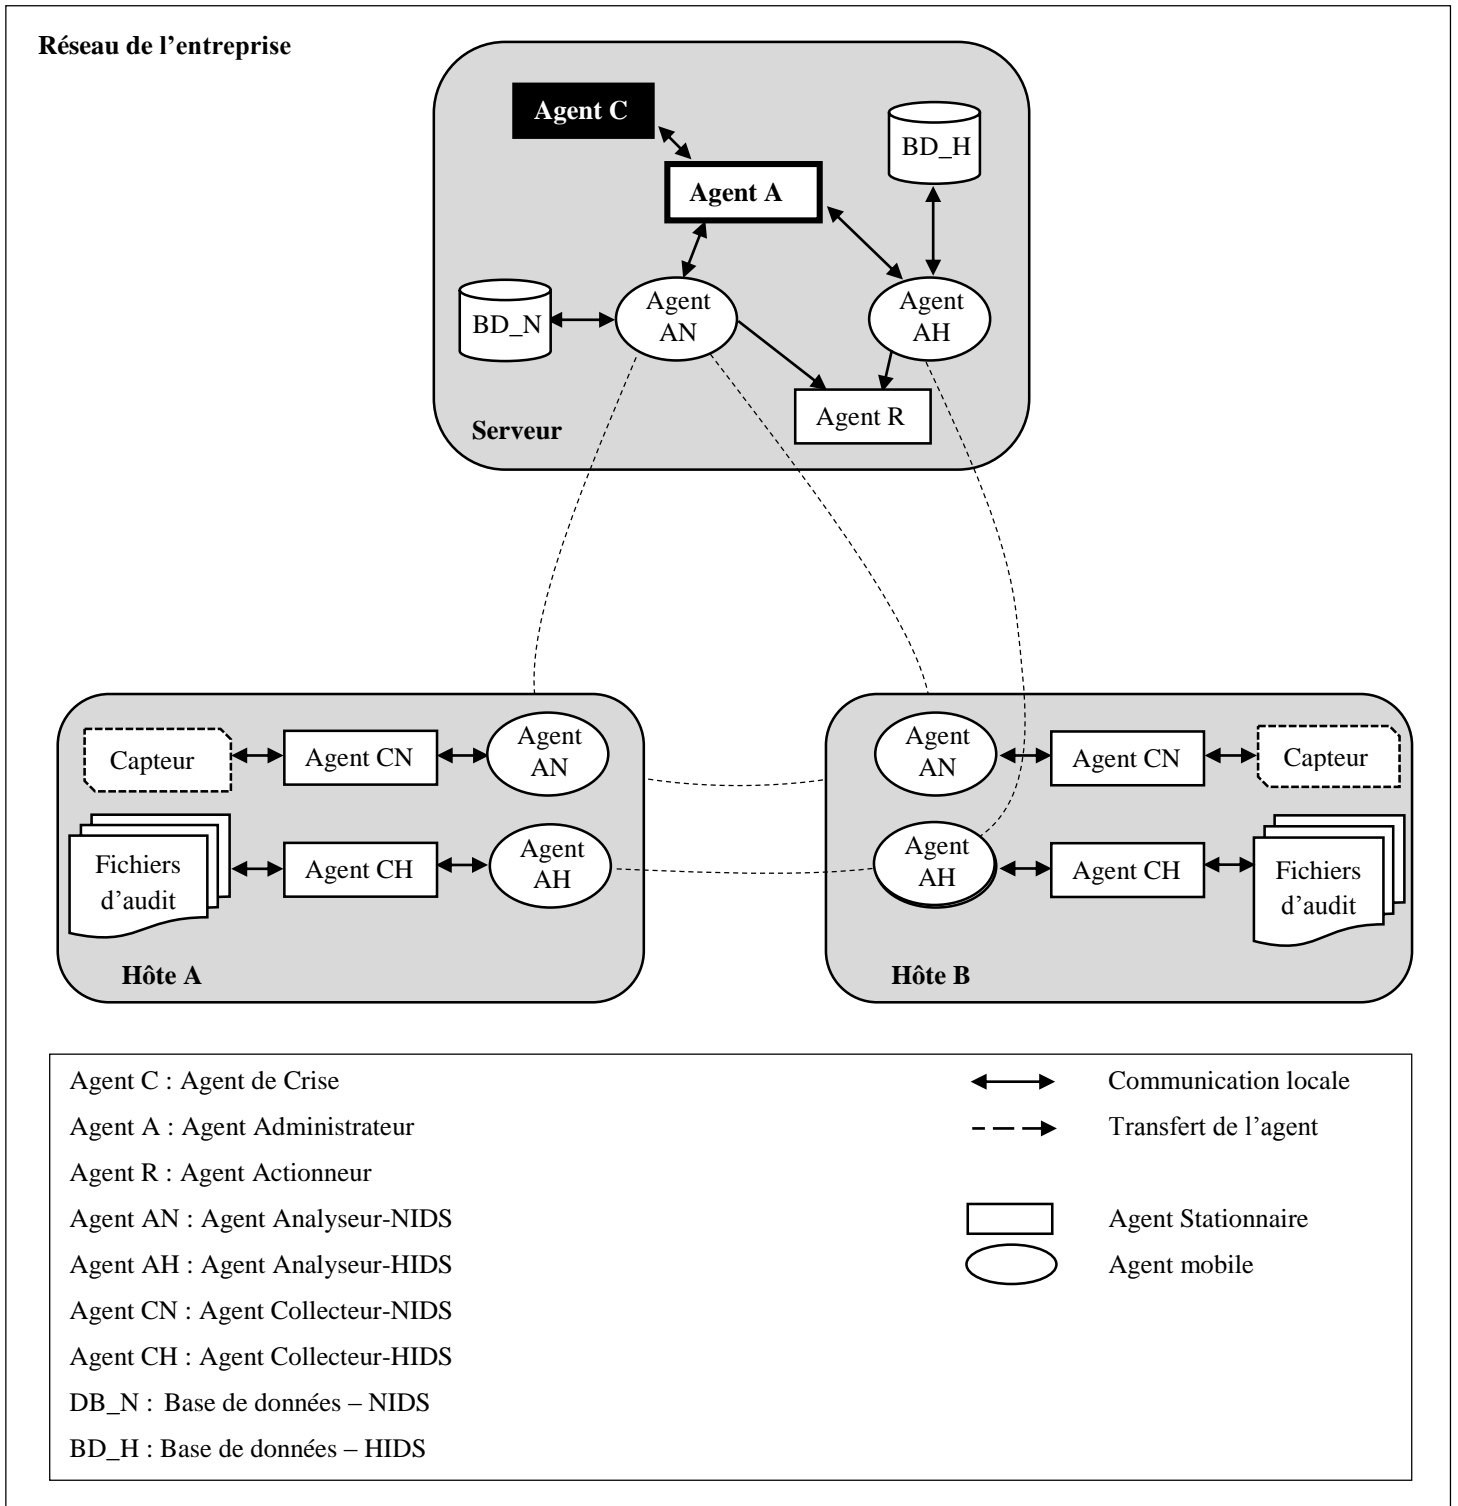 Réseau de l’entreprise
Agent C
BD_H
Agent A
Agent
AN
Agent
AH
BD_N
Agent R
Serveur
Capteur
Agent CN
Agent
AN
Fichiers
d’audit
Agent CH
Agent
AH
Hôte A
Agent
AN
Agent CN
Capteur
Agent
AH
Agent CH
Fichiers
d’audit
Hôte B
Agent C : Agent de Crise
Agent A : Agent Administrateur
Agent R : Agent Actionneur
Agent AN : Agent Analyseur-NIDS
Agent AH : Agent Analyseur-HIDS
Agent CN : Agent Collecteur-NIDS
Agent CH : Agent Collecteur-HIDS
DB_N : Base de données – NIDS
BD_H : Base de données – HIDS
Communication locale
Transfert de l’agent
Agent Stationnaire
Agent mobile